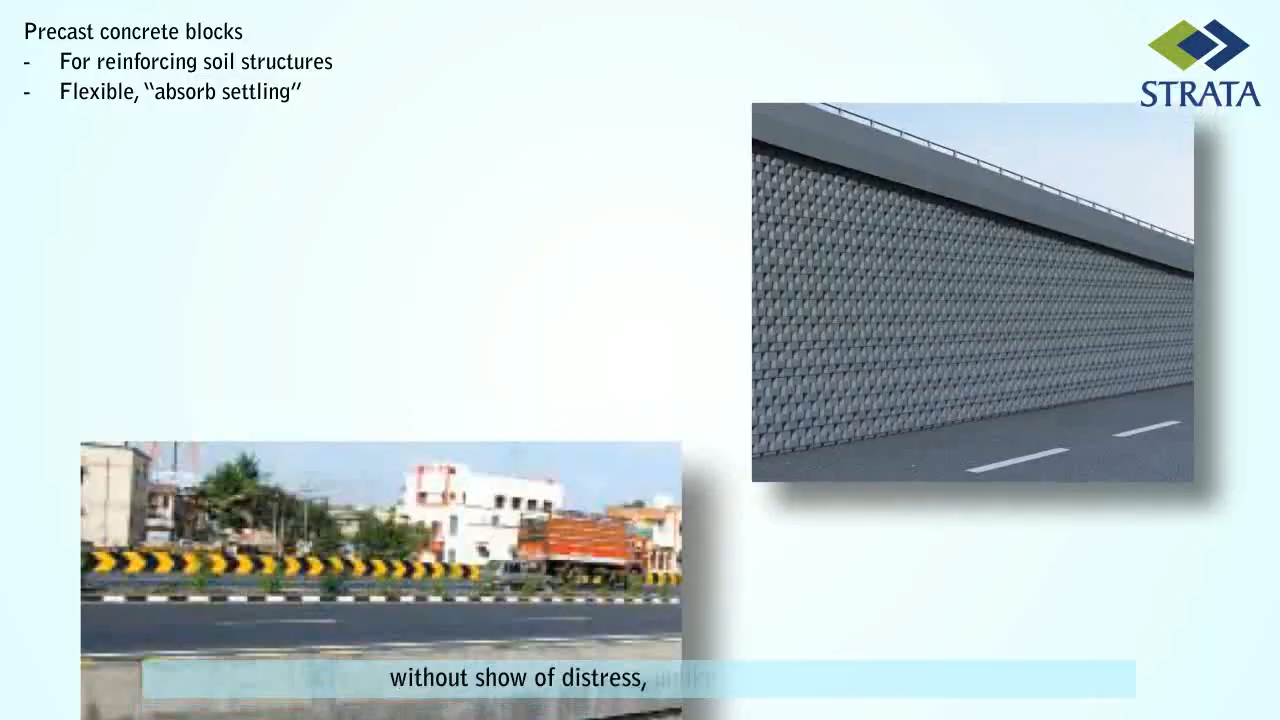 Precast concrete blocks
- For reinforcing soil structures
- Flexible, “absorb settling”
STRATA
without show of distress,